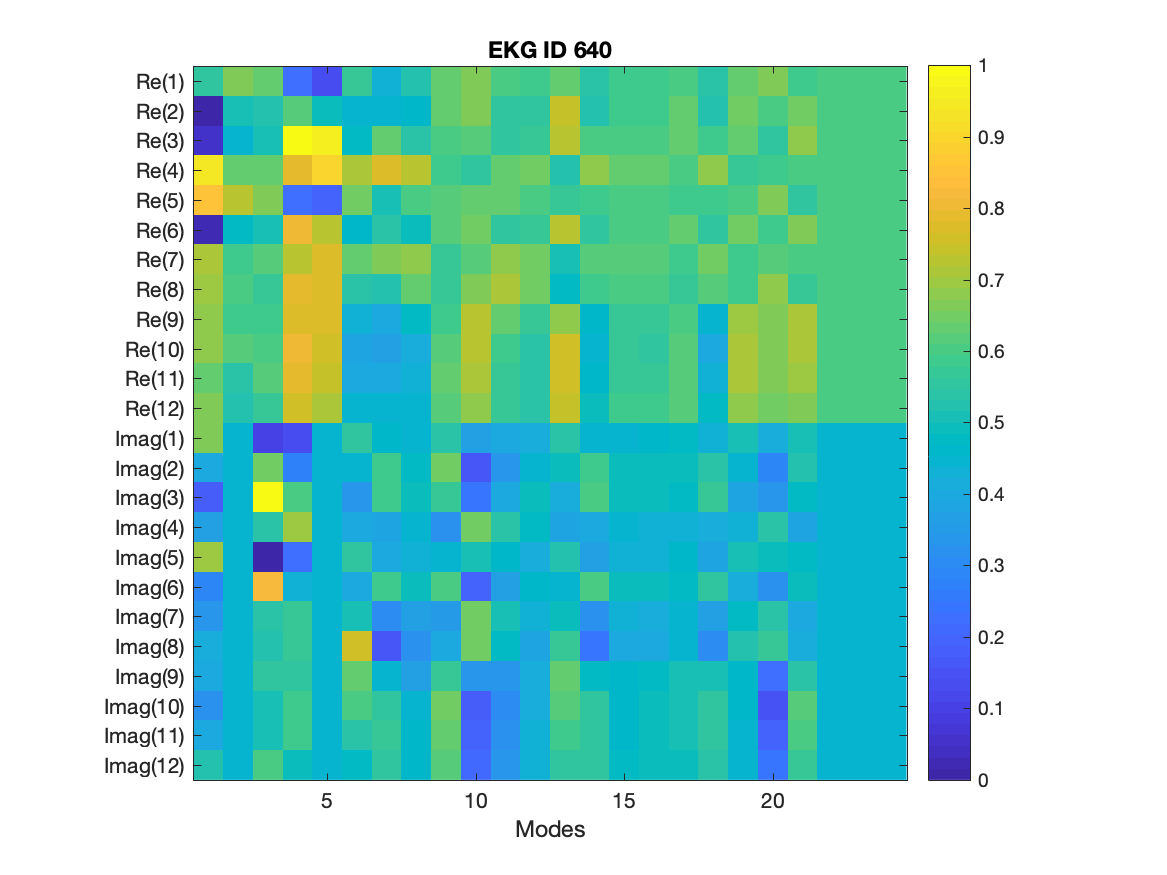 EKG ID 640
Re(1)
Re(2)
Re(3)
Re(4)
Re(5)
Re(6)
Re(7)
Re(8)
Re(9)
Re(10)
Re(11)
Re(12)
Imag(1)
Imag(2)
Imag(3)
Imag(4)
Imag(5)
Imag(6)
Imag(7)
Imag(8)
Imag(9)
Imag(10)
Imag(11)
Imag(12)
5 10 15 20
Modes
1
0.9
0.8
0.7
0.6
0.5
0.4
0.3
0.2
0.1
0